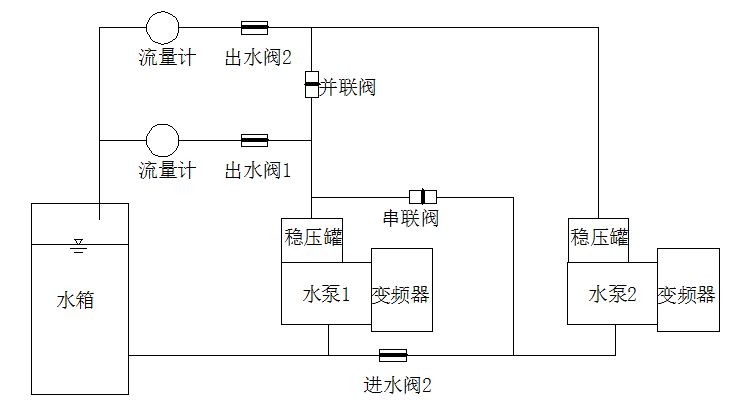 流量计
出水阀2
并联阀
流量计
出水阀1
串联阀
稳压罐
稳压罐
水箱
水泵1
变频器
水泵2
变频器
进水阀2